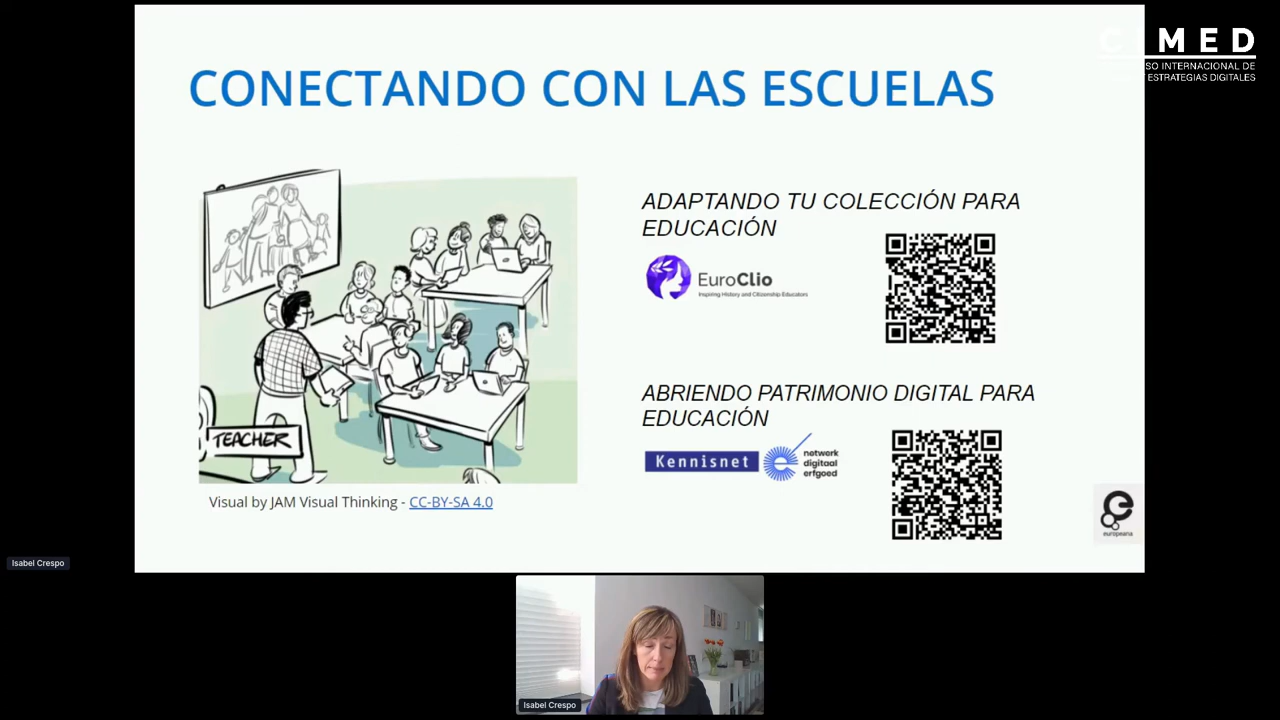 CIMED
SO INTERNACIONAL DE
ESTRATEGIAS DIGITALES
CONECTANDO CON LAS ESCUELAS
TEACHER
Visual by JAM Visual Thinking - CC-BY-SA 4.0
ADAPTANDO TU COLECCIÓN PARA
EDUCACIÓN
EuroClio
Inspiring History and Citizenship Educators
ABRIENDO PATRIMONIO DIGITAL PARA
EDUCACIÓN
Kennisnet
netwerk
digitaal
erfgoed
europeana
Isabel Crespo
Isabel Crespo